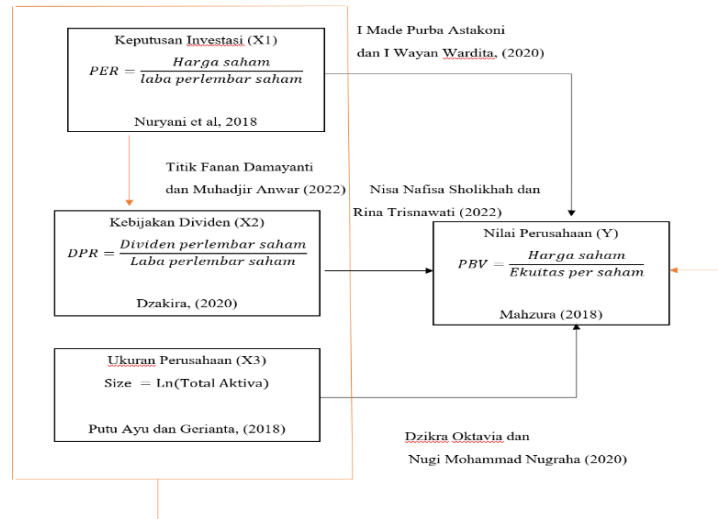 Keputusan Investasi (X1)
PER = Harga saham / laba perlembar saham
Nuryani et al, 2018
I Made Purba Astakoni
dan I Wayan Wardita, (2020)
Titik Fanan Damayanti
dan Muhadjir Anwar (2022)
Nisa Nafisa Sholikhah dan
Rina Trisnawati (2022)
Kebijakan Dividen (X2)
DPR = Dividen perlembar saham / Laba perlembar saham
Dzakira, (2020)
Nilai Perusahaan (Y)
PBV = Harga saham / Ekuitas per saham
Mahzura (2018)
Ukuran Perusahaan (X3)
Size = Ln(Total Aktiva)
Putu Ayu dan Gerianta, (2018)
Dzikra Oktavia dan
Nugi Mohammad Nugraha (2020)